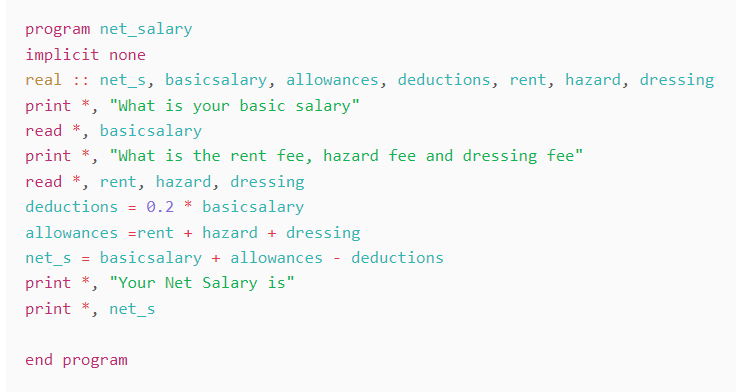 program net_salary
implicit none
real :: net_s, basicsalary, allowances, deductions, rent, hazard, dressing
print *, "What is your basic salary"
read *, basicsalary
print *, "What is the rent fee, hazard fee and dressing fee"
read *, rent, hazard, dressing
deductions = 0.2 * basicsalary
allowances =rent + hazard + dressing
net_s = basicsalary + allowances - deductions
print *, "Your Net Salary is"
print *, net_s
end program